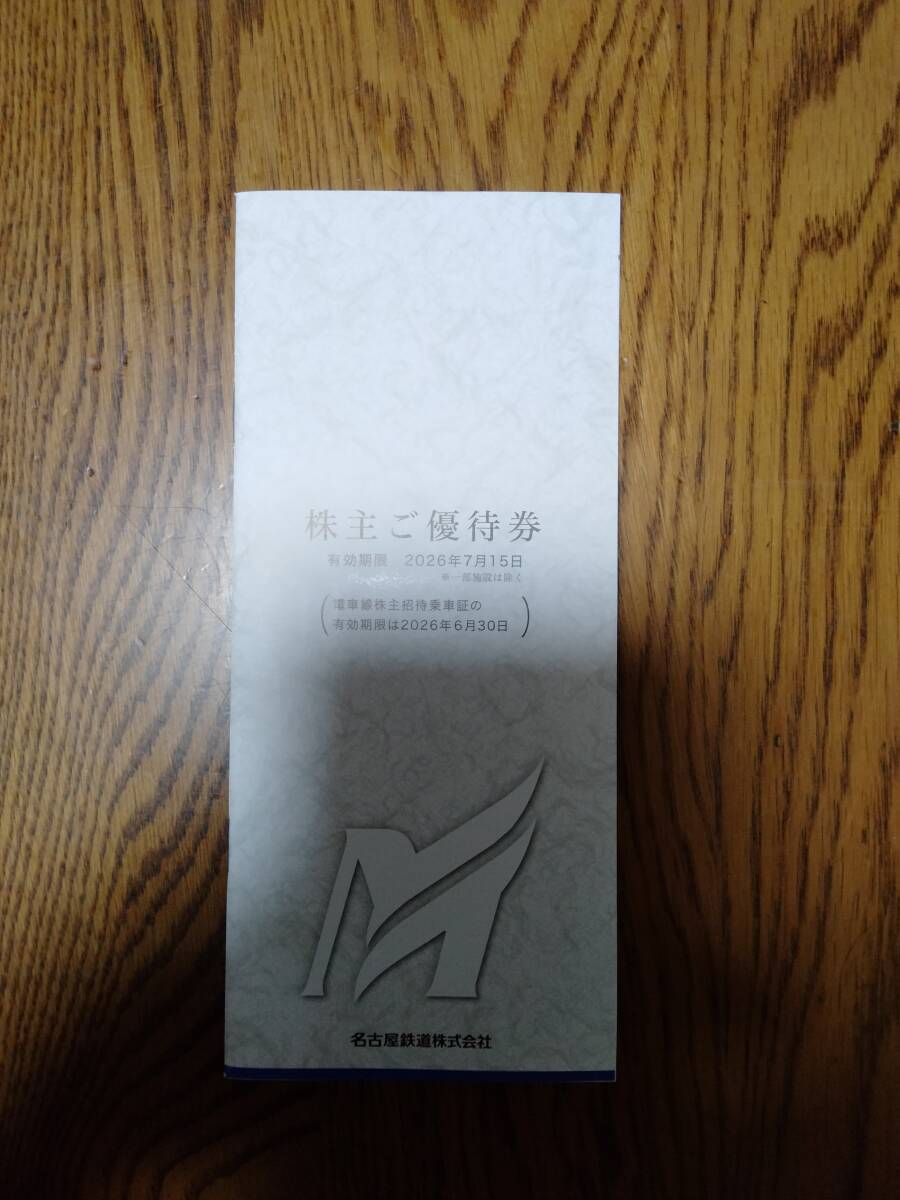 株主ご優待券
有効期限 2026年7月15日
※一部施設は除く
(電車線株主招待乗車証の
有効期限は2026年6月30日)
名古屋鉄道株式会社